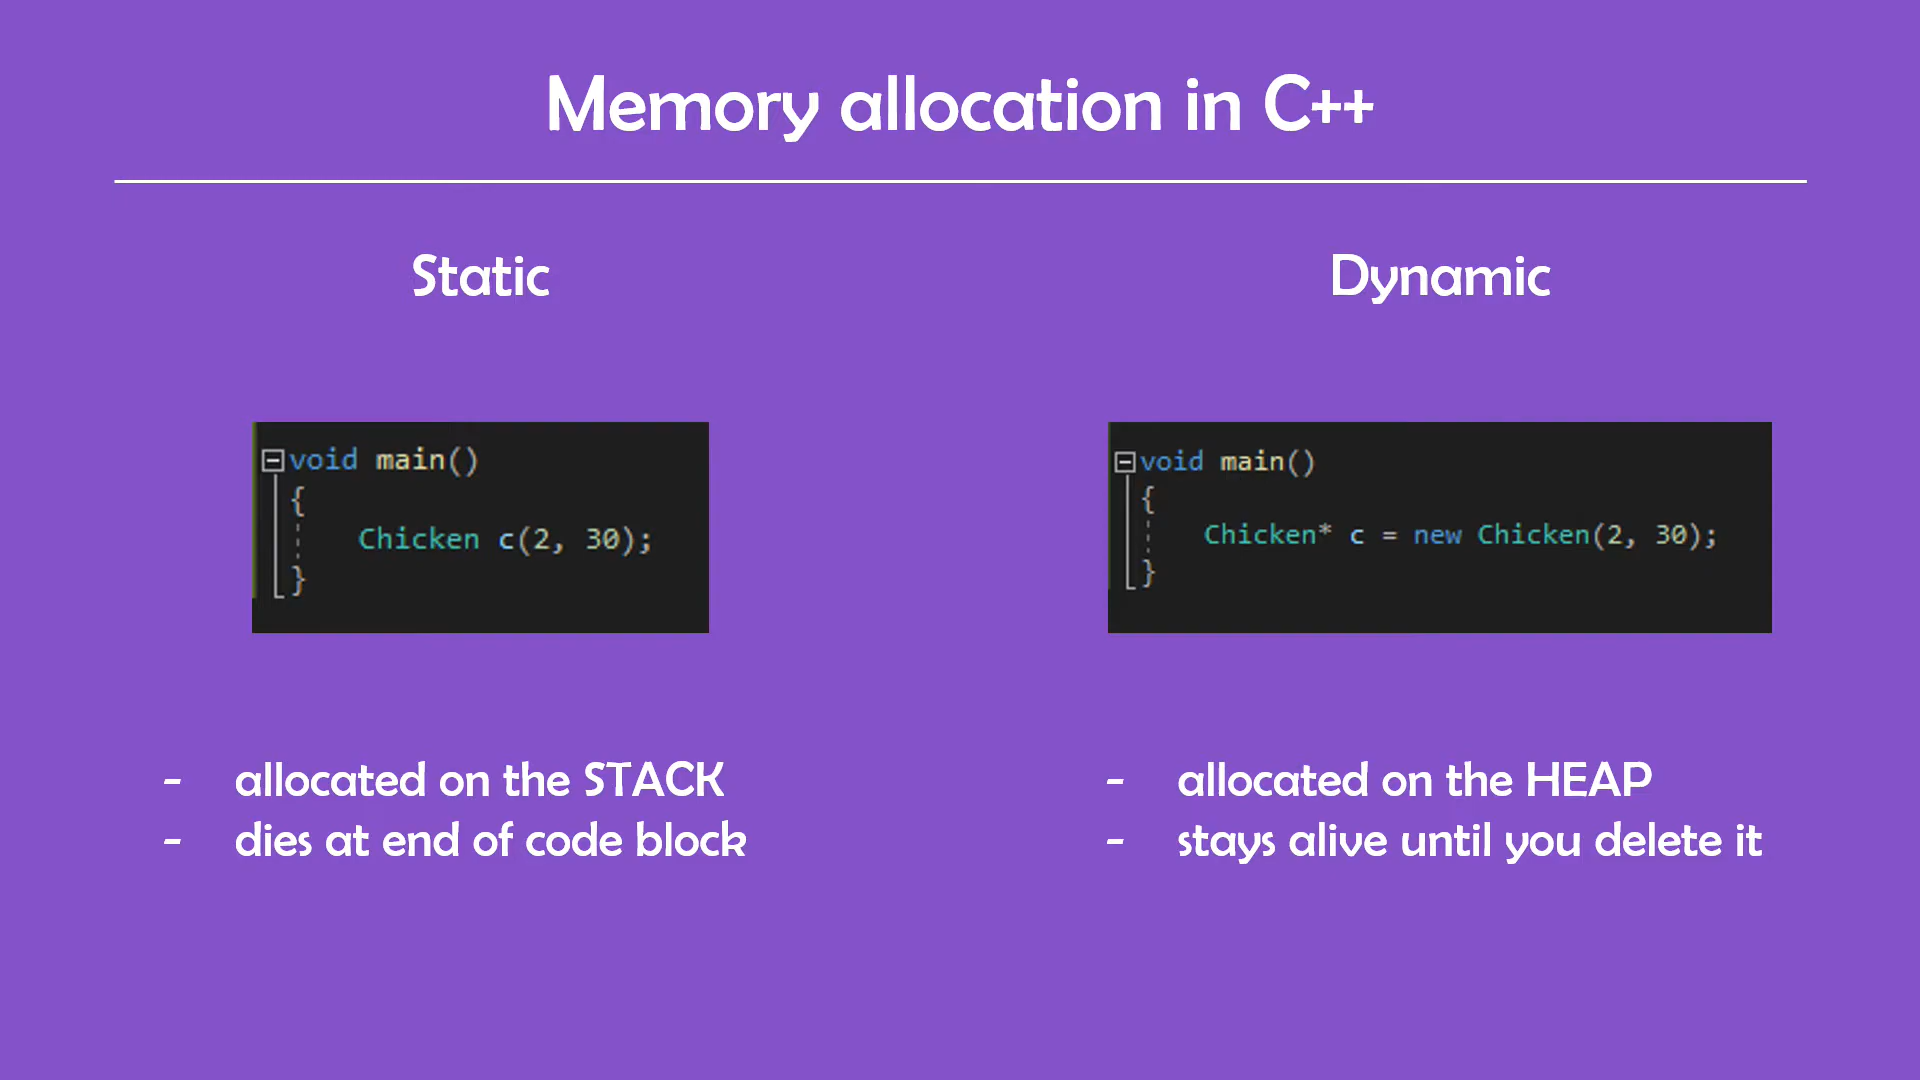 Memory allocation in C++
Static
void main()
{
Chicken c(2, 30);
}
- allocated on the STACK
- dies at end of code block
Dynamic
void main()
{
Chicken* c = new Chicken(2, 30);
}
- allocated on the HEAP
- stays alive until you delete it